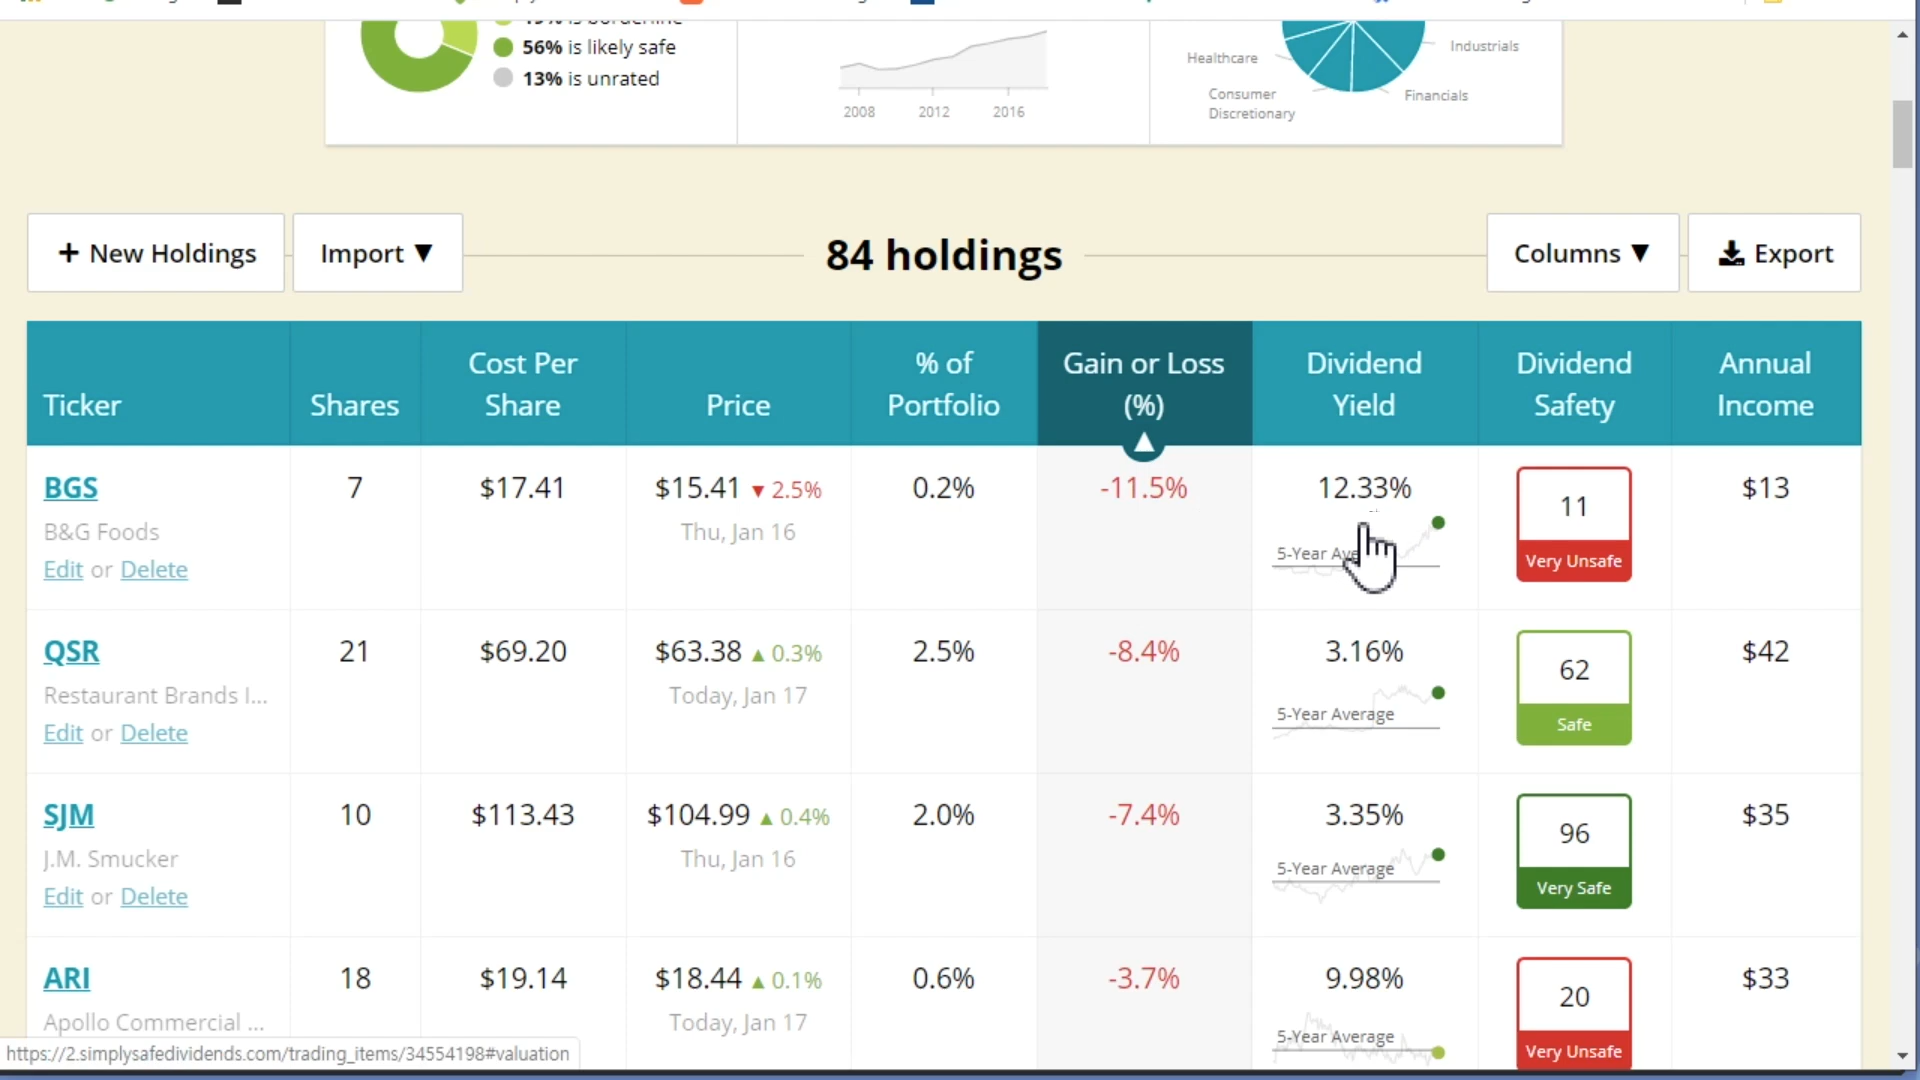 56% is likely safe
13% is unrated
2008 2012 2016
Healthcare
Industrials
Consumer
Discretionary
Financials
+ New Holdings
Import ▼
84 holdings
Columns ▼
Export
Ticker
Shares
Cost Per
Share
Price
% of
Portfolio
Gain or Loss
(%)
▲
Dividend
Yield
Dividend
Safety
Annual
Income
BGS 7 $17.41 $15.41 ▼ 2.5% 0.2% -11.5% 12.33% 11 $13
B&G Foods Thu, Jan 16
5-Year Ave
Very Unsafe
Edit or Delete
QSR 21 $69.20 $63.38 ▲ 0.3% 2.5% -8.4% 3.16% 62 $42
Restaurant Brands I... Today, Jan 17
5-Year Average
Safe
Edit or Delete
SJM 10 $113.43 $104.99 ▲ 0.4% 2.0% -7.4% 3.35% 96 $35
J.M. Smucker Thu, Jan 16
5-Year Average
Very Safe
Edit or Delete
ARI 18 $19.14 $18.44 ▲ 0.1% 0.6% -3.7% 9.98% 20 $33
Apollo Commercial ... Today, Jan 17
5-Year Average
Very Unsafe
https://2.simplysafedividends.com/trading_items/34554198#valuation